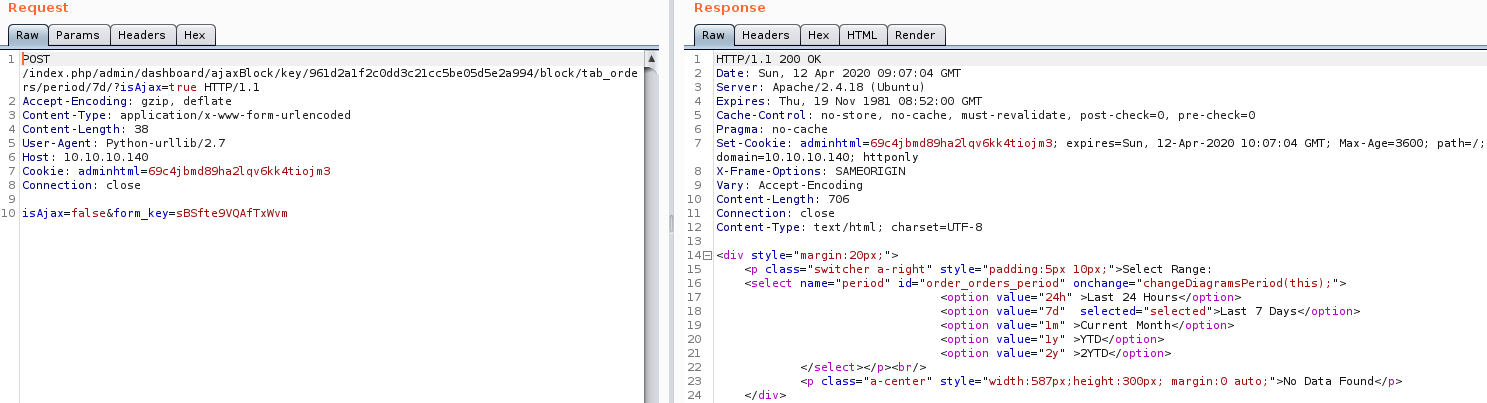 Request
Raw Params Headers Hex
1 POST
/index.php/admin/dashboard/ajaxBlock/key/961d2a1f2c0dd3c21cc5be05d5e2a994/block/tab_orde
rs/period/7d/?isAjax=true HTTP/1.1
2 Accept-Encoding: gzip, deflate
3 Content-Type: application/x-www-form-urlencoded
4 Content-Length: 38
5 User-Agent: Python-urllib/2.7
6 Host: 10.10.10.140
7 Cookie: adminhtml=69c4jbmd89ha2lqv6kk4tiojm3
8 Connection: close
9
10 isAjax=false&form_key=sBSfte9VQAfTxWvm
Response
Raw Headers Hex HTML Render
1 HTTP/1.1 200 OK
2 Date: Sun, 12 Apr 2020 09:07:04 GMT
3 Server: Apache/2.4.18 (Ubuntu)
4 Expires: Thu, 19 Nov 1981 08:52:00 GMT
5 Cache-Control: no-store, no-cache, must-revalidate, post-check=0, pre-check=0
6 Pragma: no-cache
7 Set-Cookie: adminhtml=69c4jbmd89ha2lqv6kk4tiojm3; expires=Sun, 12-Apr-2020 10:07:04 GMT; Max-Age=3600; path=/;
domain=10.10.10.140; httponly
8 X-Frame-Options: SAMEORIGIN
9 Vary: Accept-Encoding
10 Content-Length: 706
11 Connection: close
12 Content-Type: text/html; charset=UTF-8
13
14 <div style="margin:20px;">
15 <p class="switcher a-right" style="padding:5px 10px;">Select Range:
16 <select name="period" id="order_orders_period" onchange="changeDiagramsPeriod(this);">
17 <option value="24h" >Last 24 Hours</option>
18 <option value="7d"  selected="selected">Last 7 Days</option>
19 <option value="1m" >Current Month</option>
20 <option value="1y" >YTD</option>
21 <option value="2y" >2YTD</option>
22 </select></p><br/>
23 <p class="a-center" style="width:587px;height:300px; margin:0 auto;">No Data Found</p>
24 </div>